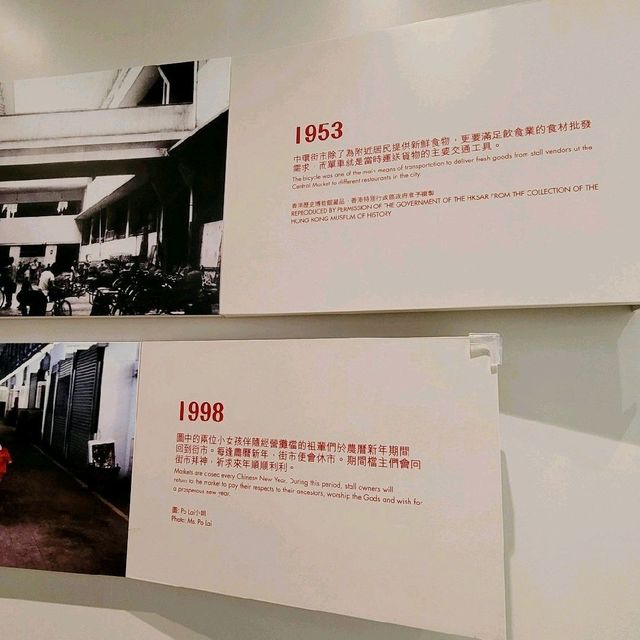 1953
中環街市除了為附近居民提供新鮮食物，更要滿足飲食業的食材批發
需求，而單車就是當時運送貨物的主要交通工具。
The bicycle was one of the main means of transportation to deliver fresh goods from stall vendors at the
Central Market to different restaurants in the city
香港歷史博物館藏品，香港特別行政區政府准予複製
REPRODUCED BY PERMISSION OF THE GOVERNMENT OF THE HKSAR FROM THE COLLECTION OF THE
HONG KONG MUSEUM OF HISTORY
1998
圖中的兩位小女孩伴隨經營攤檔的祖輩們於農曆新年期間
回到街市。每逢農曆新年，街市便會休市。期間檔主們會回
街市拜神，祈求來年順順利利。
Markets are closed every Chinese New Year. During this period, stall owners will
return to the market to pay their respects to their ancestors, worship the Gods and wish for
a prosperous new year.
圖: Po Lai小姐
Photo: Ms. Po Lai